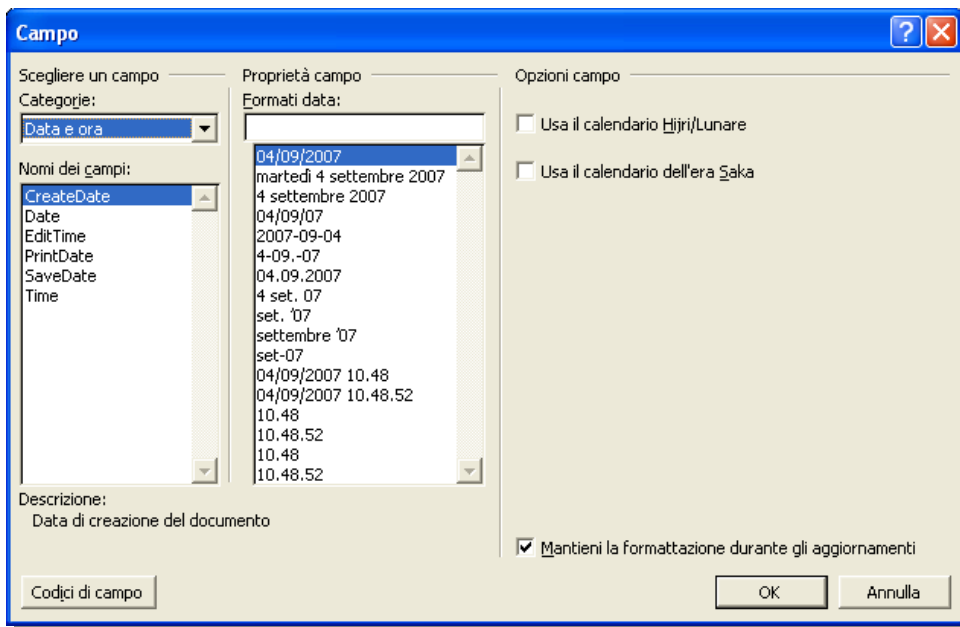 Campo
Scegliere un campo
Categorie:
Data e ora
Nomi dei campi:
CreateDate
Date
EditTime
PrintDate
SaveDate
Time
Proprietà campo
Formati data:
04/09/2007
martedì 4 settembre 2007
4 settembre 2007
04/09/07
2007-09-04
4-09.-07
04.09.2007
4 set. 07
set. '07
settembre '07
set-07
04/09/2007 10.48
04/09/2007 10.48.52
10.48
10.48.52
10.48
10.48.52
Opzioni campo
Usa il calendario Hijri/Lunare
Usa il calendario dell'era Saka
Descrizione:
Data di creazione del documento
Mantieni la formattazione durante gli aggiornamenti
Codici di campo
OK
Annulla